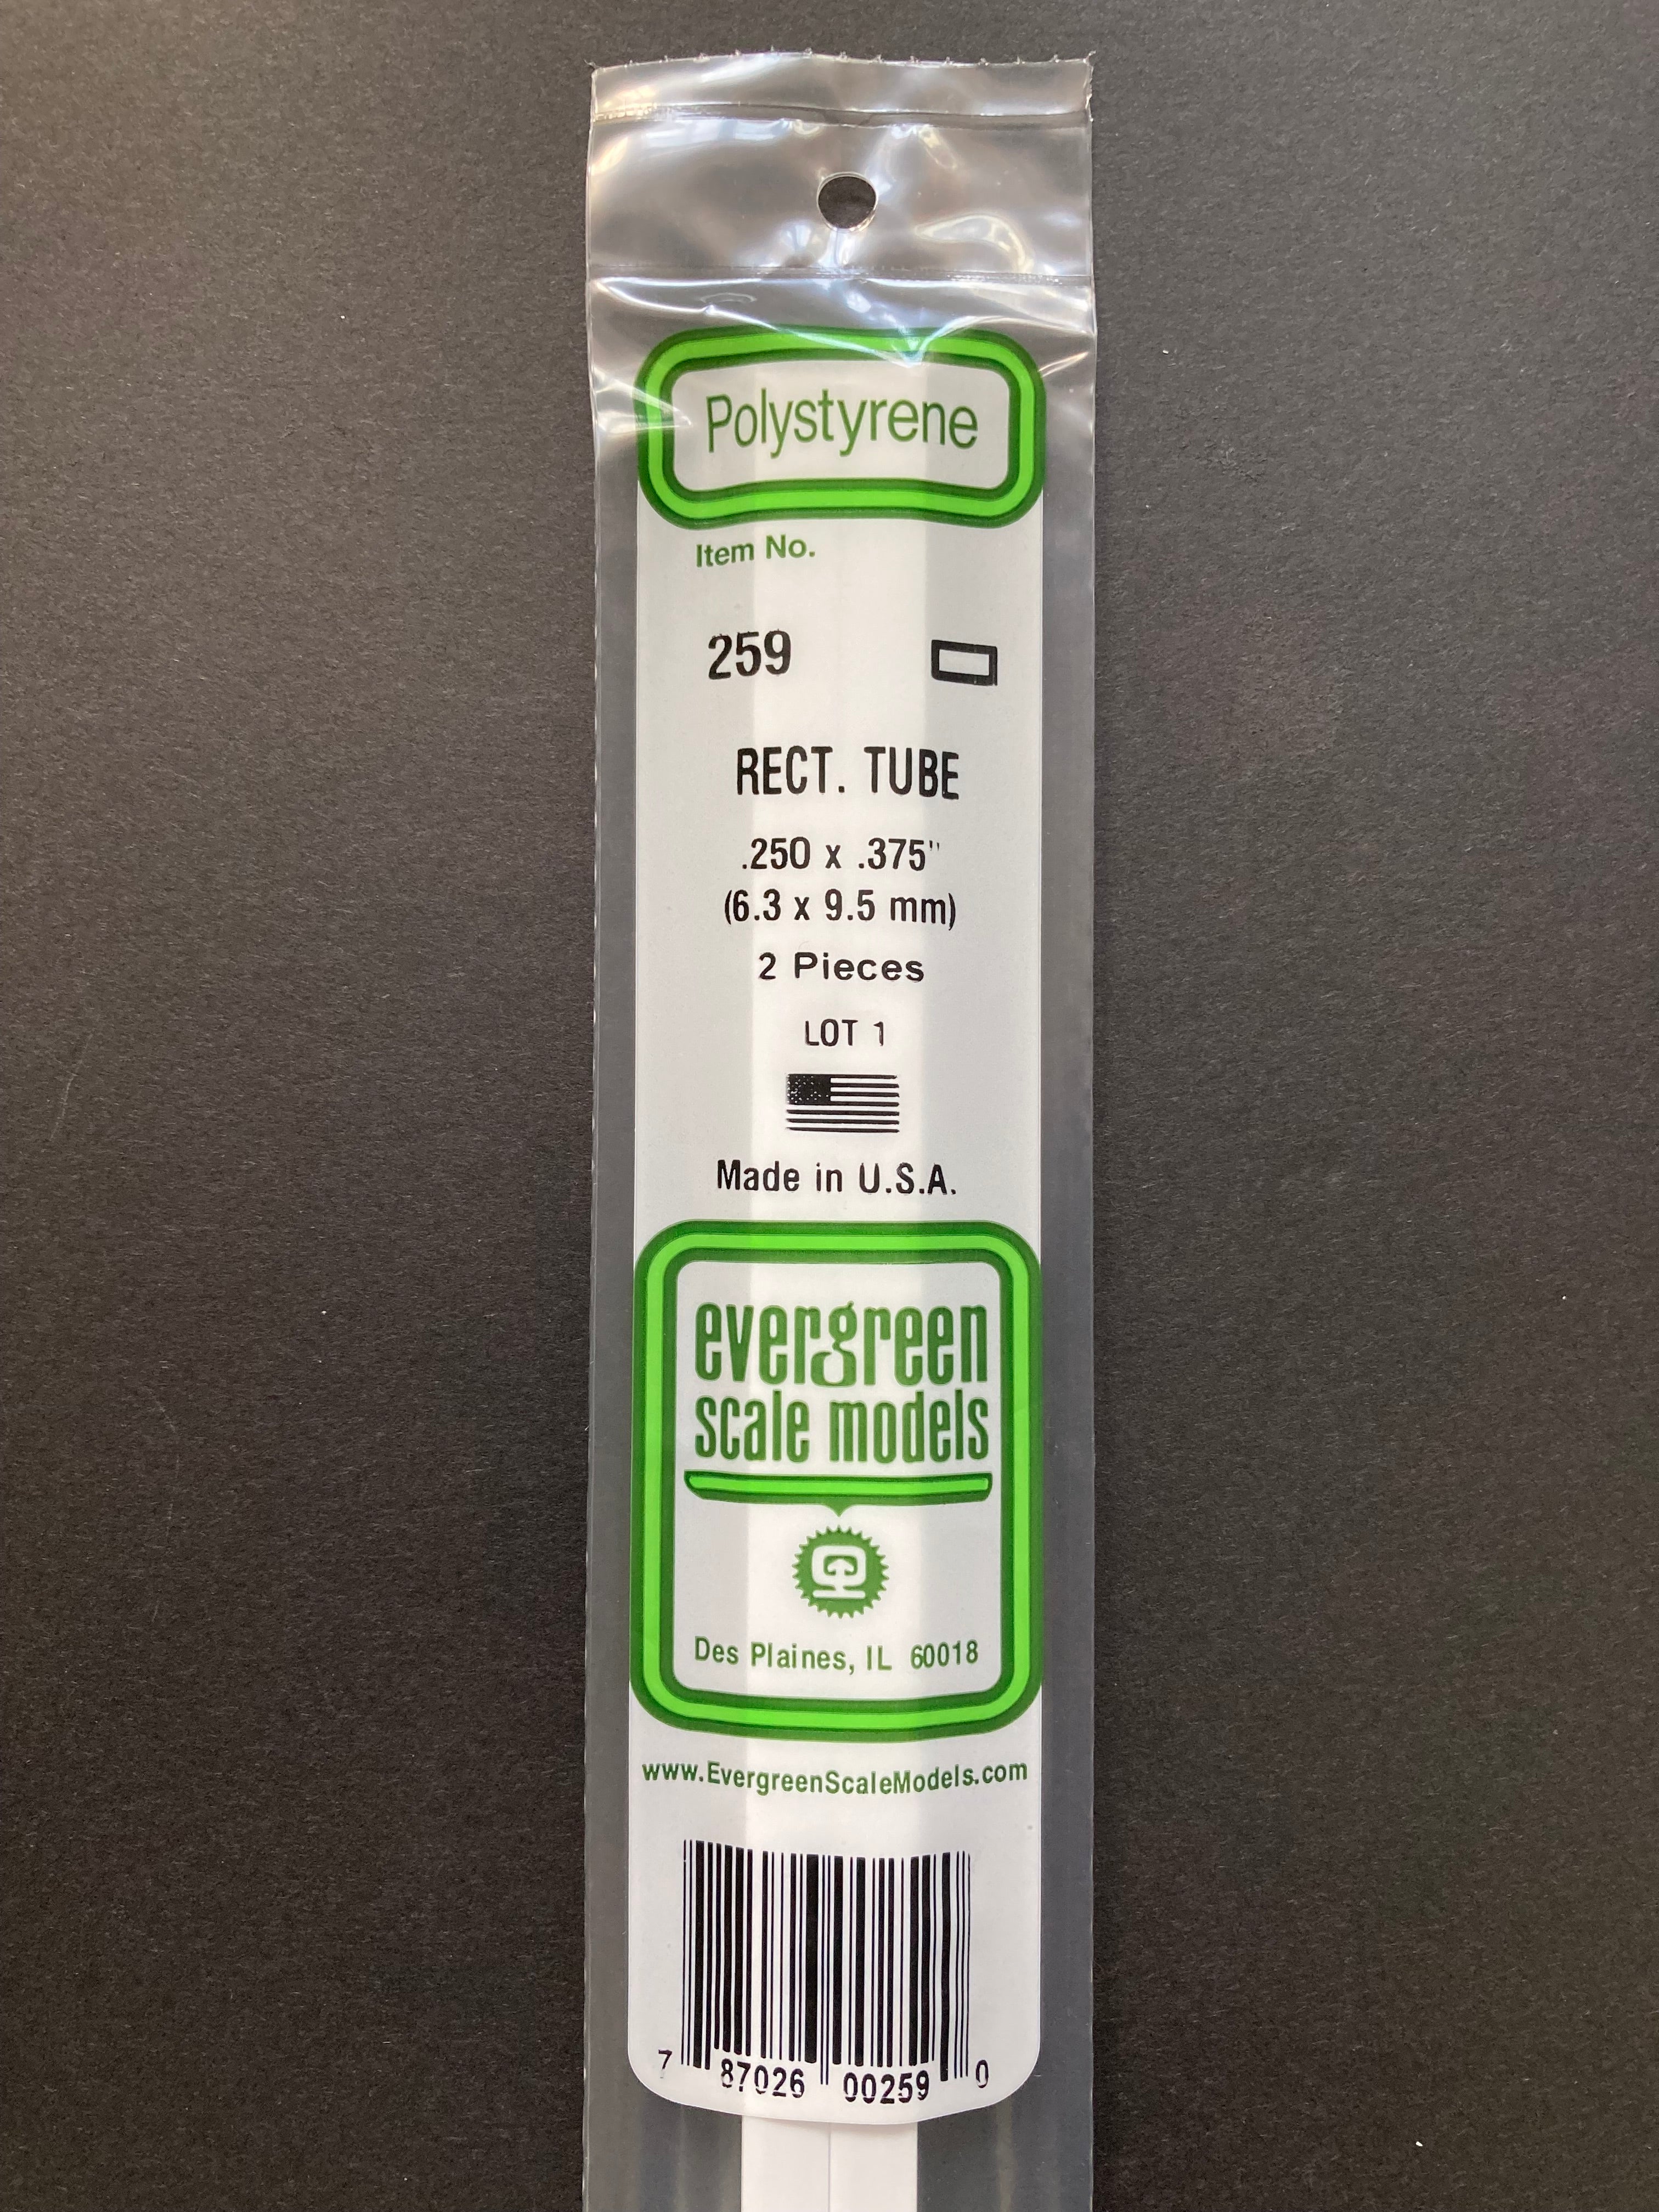 Polystyrene
Item No.
259
RECT. TUBE
.250 x .375"
(6.3 x 9.5 mm)
2 Pieces
LOT 1
Made in U.S.A.
evergreen
scale models
Des Plaines, IL 60018
www.EvergreenScaleModels.com
7 87026 00259 0